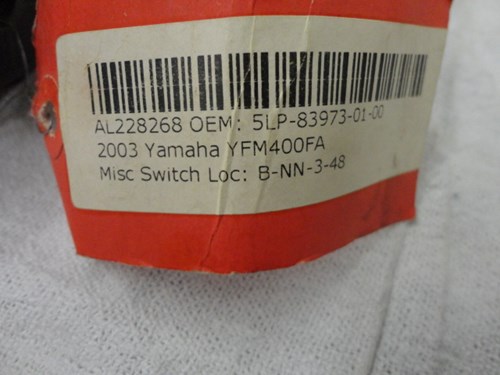 AL228268 OEM: 5LP-83973-01-00
2003 Yamaha YFM400FA
Misc Switch Loc: B-NN-3-48